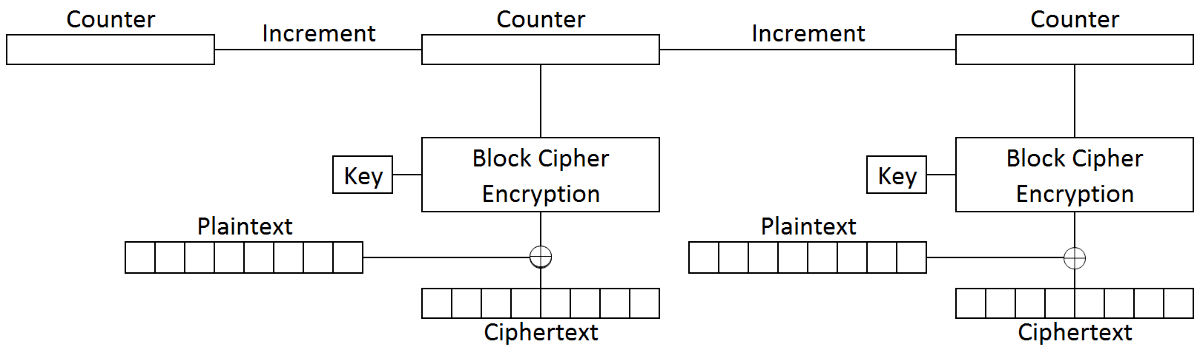 Counter
Counter
Counter
Increment
Increment
Block Cipher
Encryption
Block Cipher
Encryption
Key
Key
Plaintext
Plaintext
Ciphertext
Ciphertext